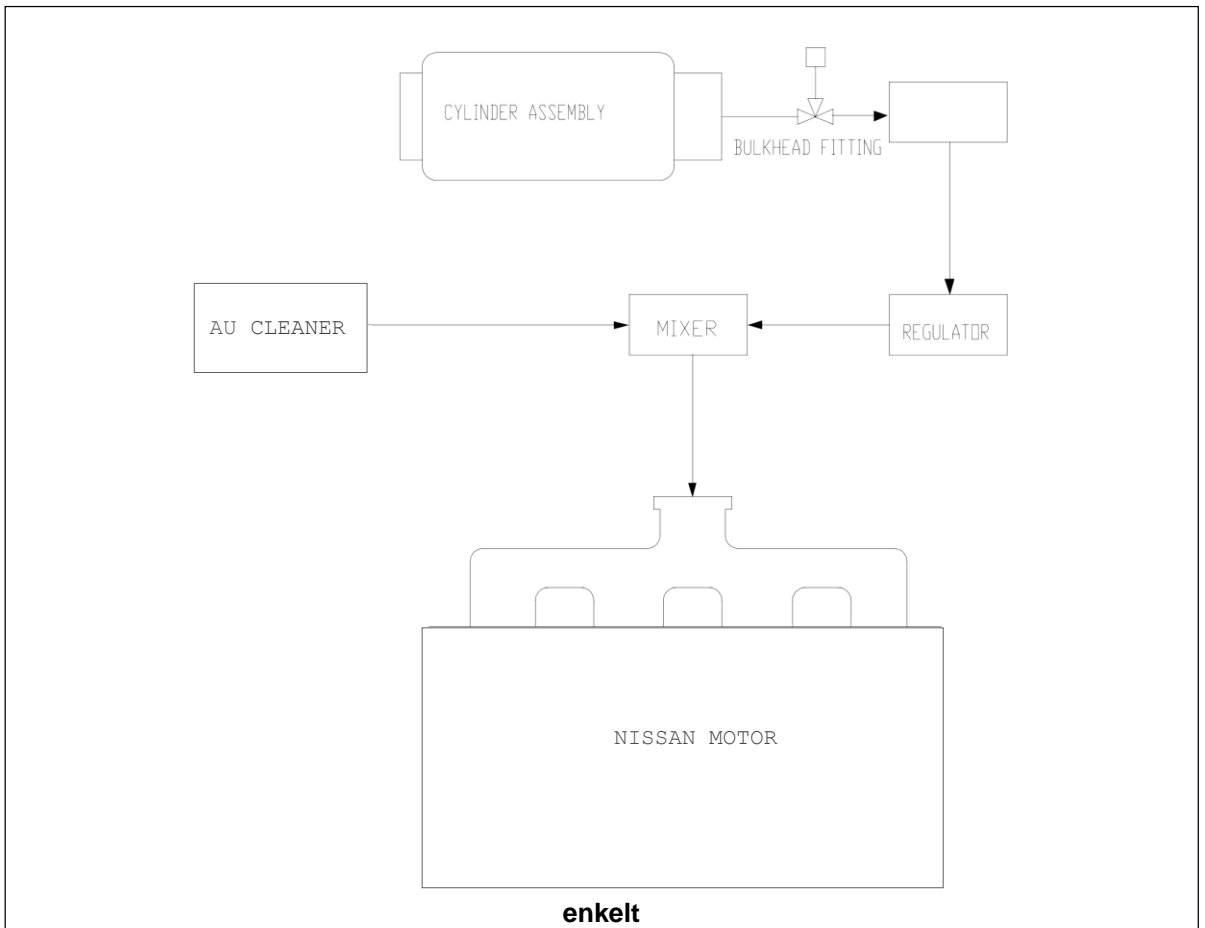 CYLINDER ASSEMBLY
BULKHEAD FITTING
AU CLEANER
MIXER
REGULATOR
NISSAN MOTOR
enkelt